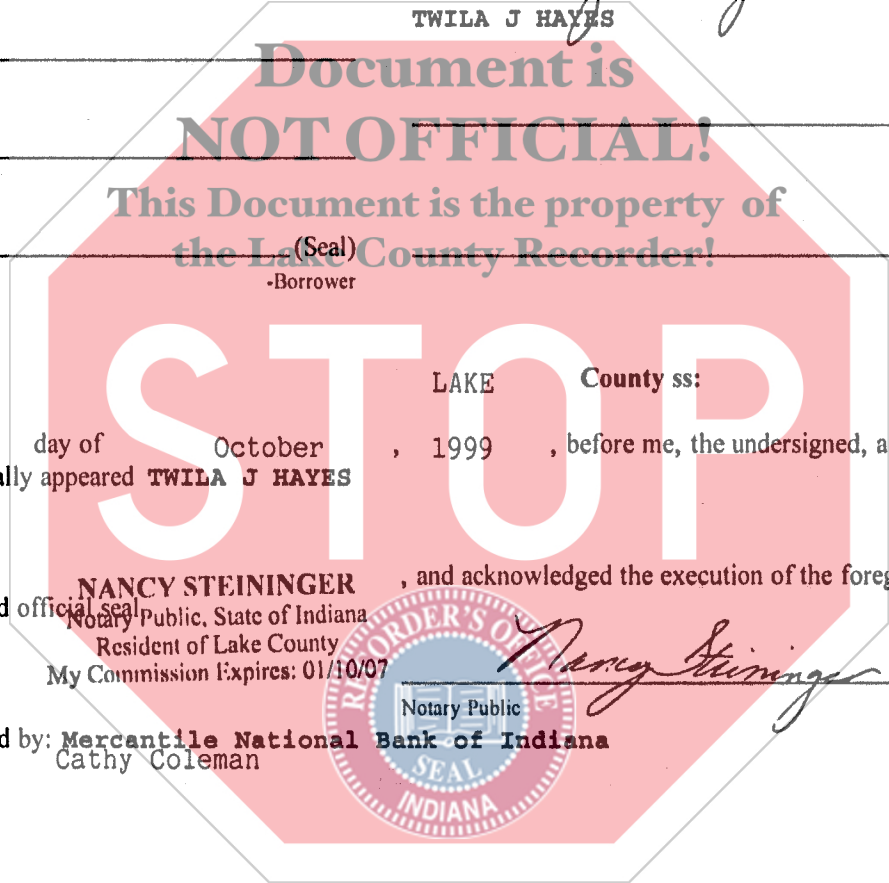 TWILA J HAYES
Document is
NOT OFFICIAL!
This Document is the property of
the Lake County Recorder!
(Seal)
-Borrower
STOP
LAKE County ss:
day of October , 1999 , before me, the undersigned, a
ally appeared TWILA J HAYES
, and acknowledged the execution of the foreg
d official seal.
NANCY STEININGER
Notary Public, State of Indiana
Resident of Lake County
My Commission Expires: 01/10/07
Nancy Steininger
Notary Public
d by: Mercantile National Bank of Indiana
Cathy Coleman
RECORDER'S OFFICE
SEAL
INDIANA